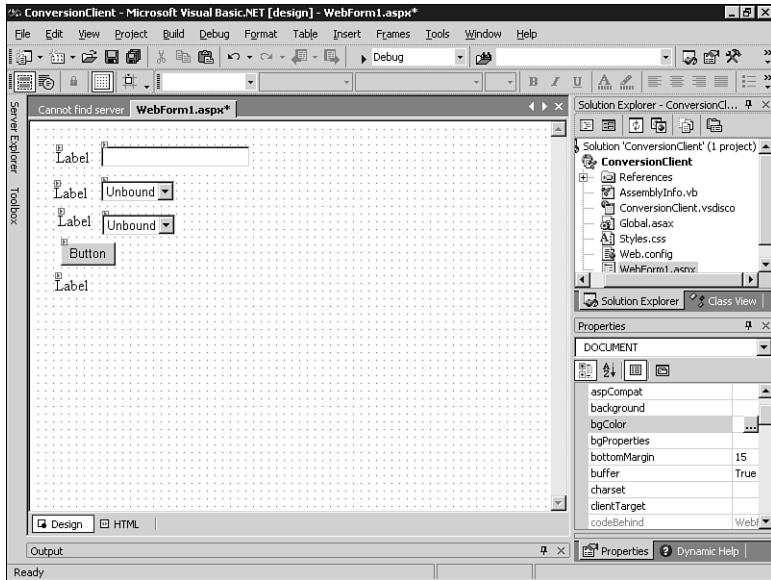 ConversionClient - Microsoft Visual Basic.NET [design] - WebForm1.aspx*
File Edit View Project Build Debug Format Table Insert Frames Tools Window Help
Debug
B I U A
Server Explorer
Toolbox
Cannot find server WebForm1.aspx*
Label
Label Unbound
Label Unbound
Button
Label
Design HTML
Solution Explorer - ConversionCl...
Solution 'ConversionClient' (1 project)
ConversionClient
References
AssemblyInfo.vb
ConversionClient.vsdisco
Global.asax
Styles.css
Web.config
WebForm1.aspx
Solution Explorer Class View
Properties
DOCUMENT
aspCompat
background
bgColor ...
bgProperties
bottomMargin 15
buffer True
charset
clientTarget
codeBehind
Properties Dynamic Help
Output
Ready